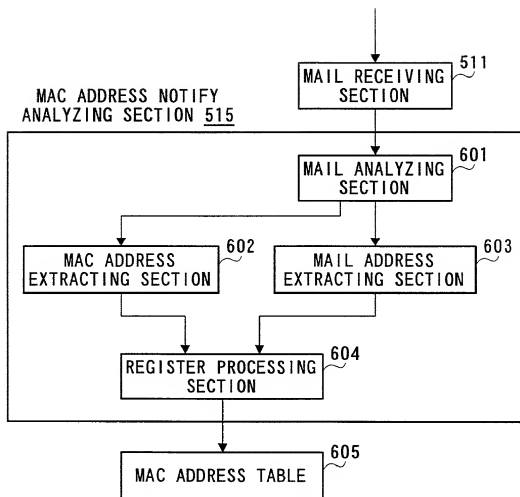 MAIL RECEIVING
SECTION
511
MAC ADDRESS NOTIFY
ANALYZING SECTION 515
MAIL ANALYZING
SECTION
601
MAC ADDRESS
EXTRACTING SECTION
602
MAIL ADDRESS
EXTRACTING SECTION
603
REGISTER PROCESSING
SECTION
604
MAC ADDRESS TABLE
605